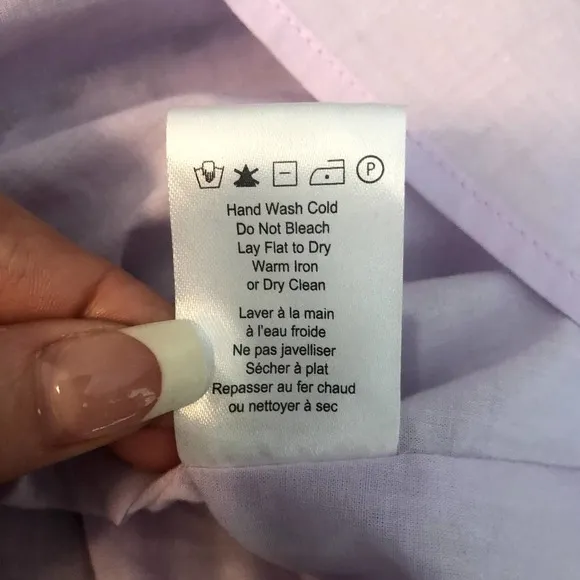 P
Hand Wash Cold
Do Not Bleach
Lay Flat to Dry
Warm Iron
or Dry Clean
Laver à la main
à l'eau froide
Ne pas javelliser
Sécher à plat
Repasser au fer chaud
ou nettoyer à sec